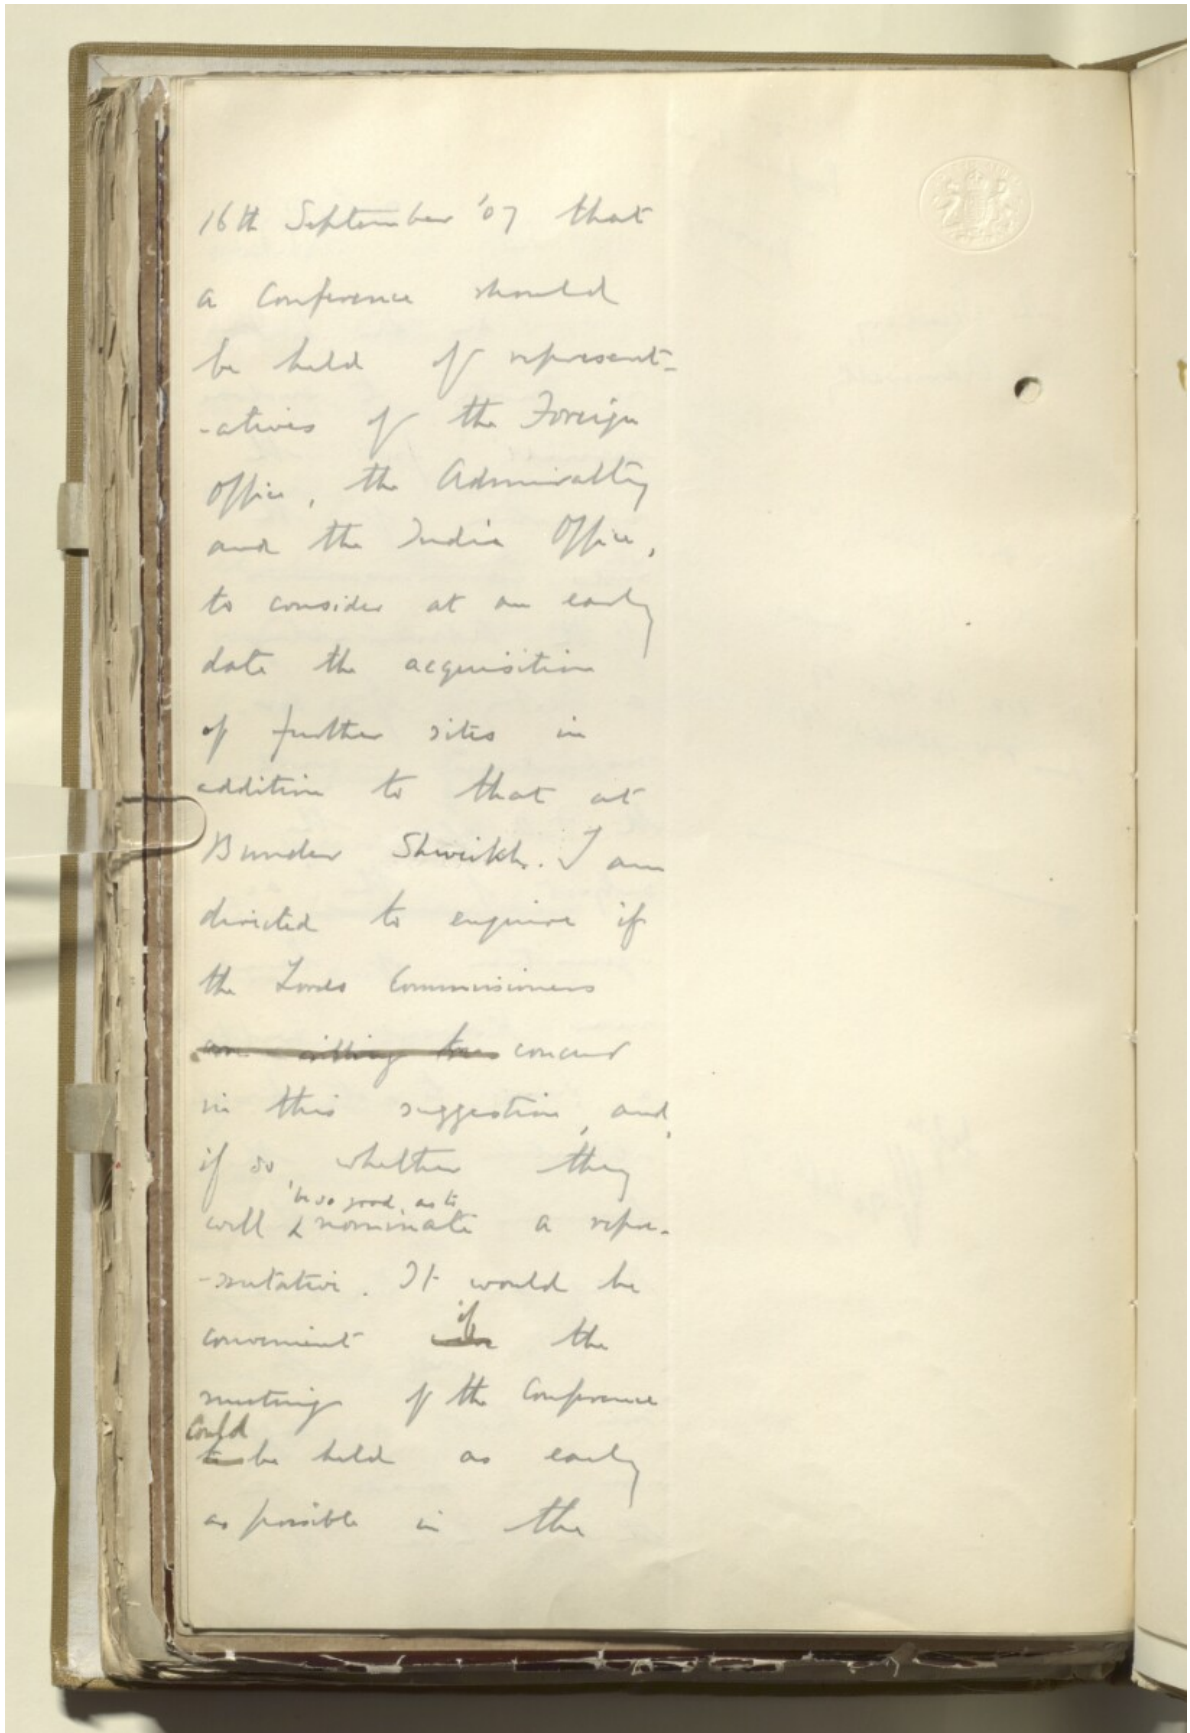 16th September '07 that
a Conference should
be held of represent-
-atives of the Foreign
Office, the Admiralty
and the India Office,
to consider at an early
date the acquisition
of further sites in
addition to that at
Bunder Shweikh. I am
directed to enquire if
the Lords Commissioners
are willing to concur
in this suggestion, and,
if so, whether they
be so good, as to
will nominate a repre-
-sentative. It would be
if
convenient the
meeting of the Conference
could
to be held as early
as possible in the